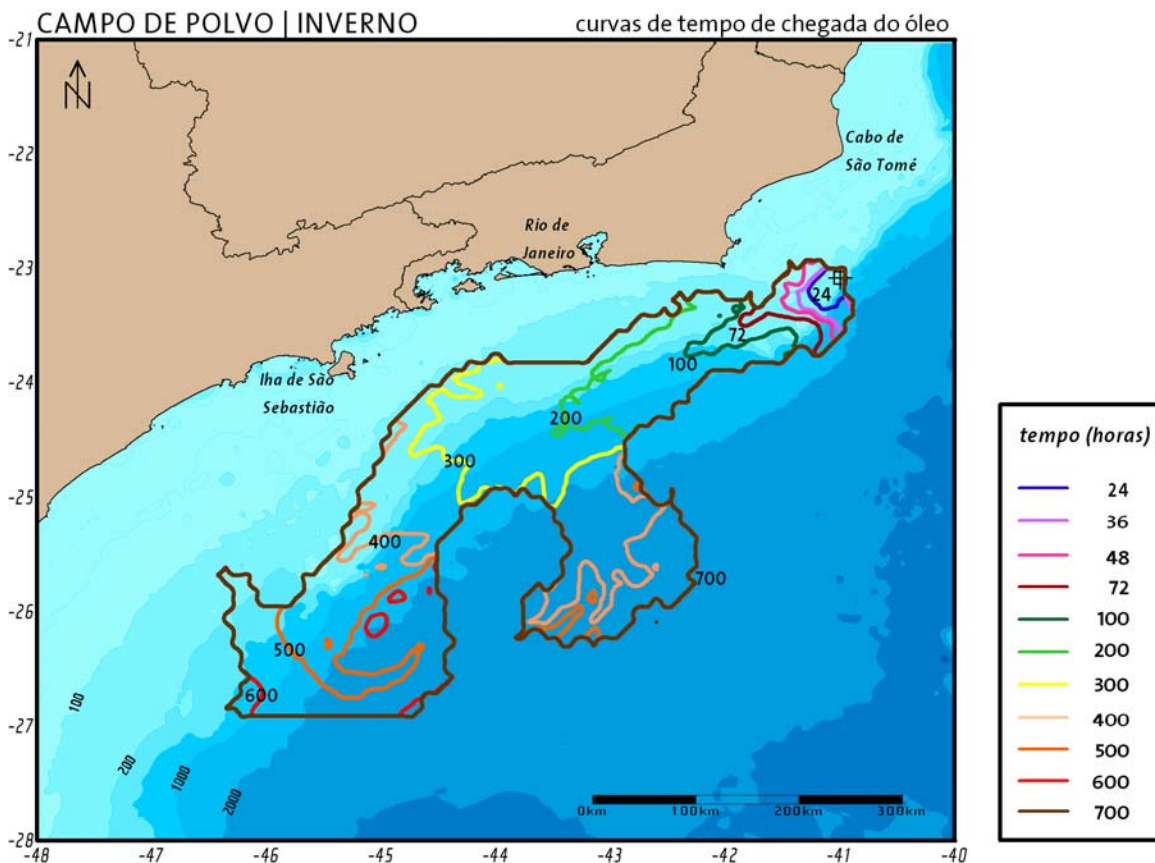 CAMPO DE POLVO | INVERNO
curvas de tempo de chegada do óleo
-21
-22
-23
-24
-25
-26
-27
-28
-48
-47
-46
-45
-44
-43
-42
-41
-40
N
Cabo de
São Tomé
Rio de
Janeiro
Ilha de São
Sebastião
24
72
100
200
300
400
500
600
700
100
200
1000
2000
0km
100km
200km
300km
tempo (horas)
24
36
48
72
100
200
300
400
500
600
700